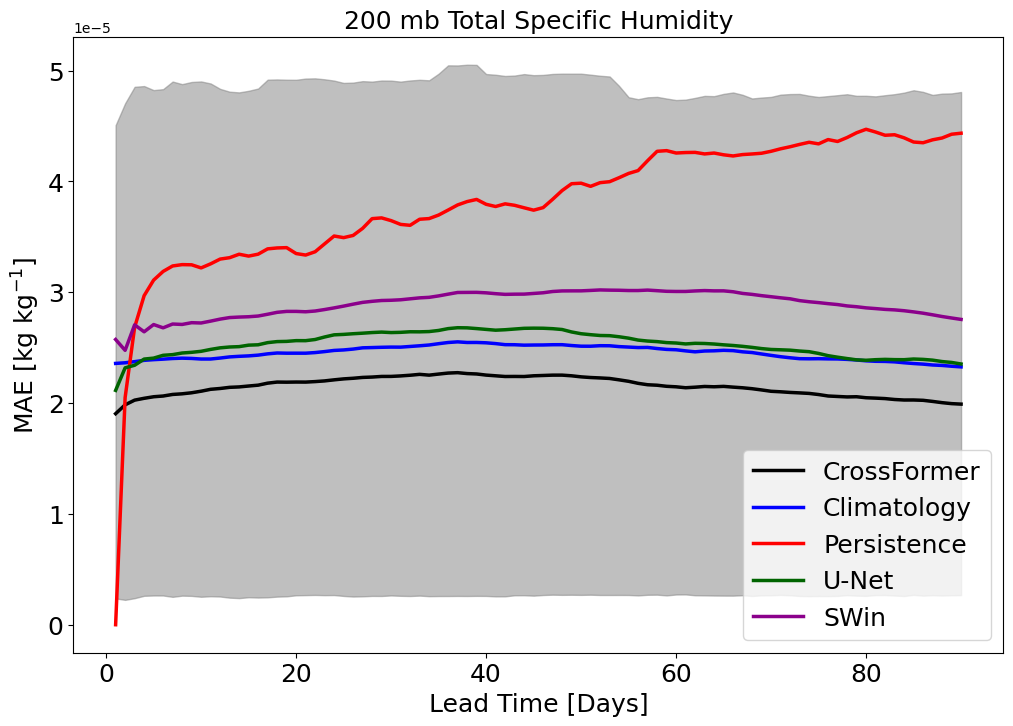 200 mb Total Specific Humidity
1e−5
5
4
3
2
1
0
MAE [kg kg⁻¹]
0 20 40 60 80
Lead Time [Days]
CrossFormer
Climatology
Persistence
U-Net
SWin